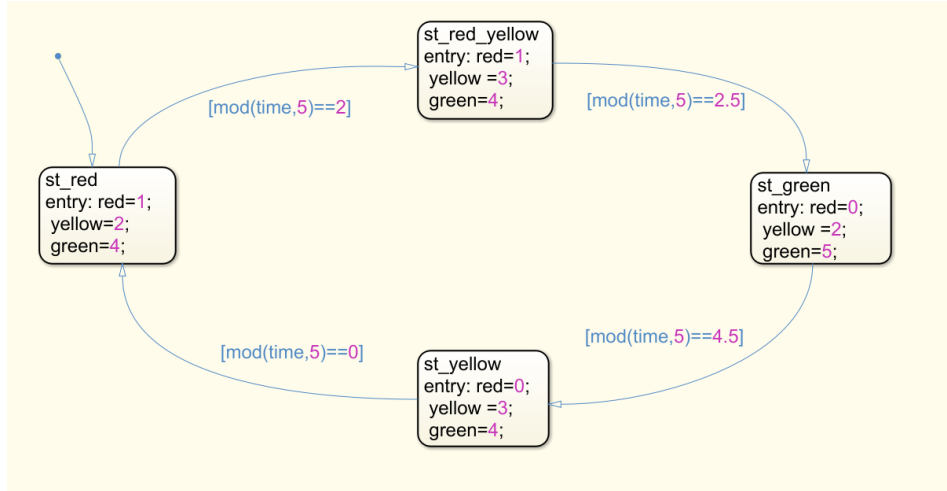 st_red_yellow
entry: red=1;
yellow =3;
green=4;
[mod(time,5)==2]
[mod(time,5)==2.5]
st_red
entry: red=1;
yellow=2;
green=4;
st_green
entry: red=0;
yellow =2;
green=5;
[mod(time,5)==0]
[mod(time,5)==4.5]
st_yellow
entry: red=0;
yellow =3;
green=4;